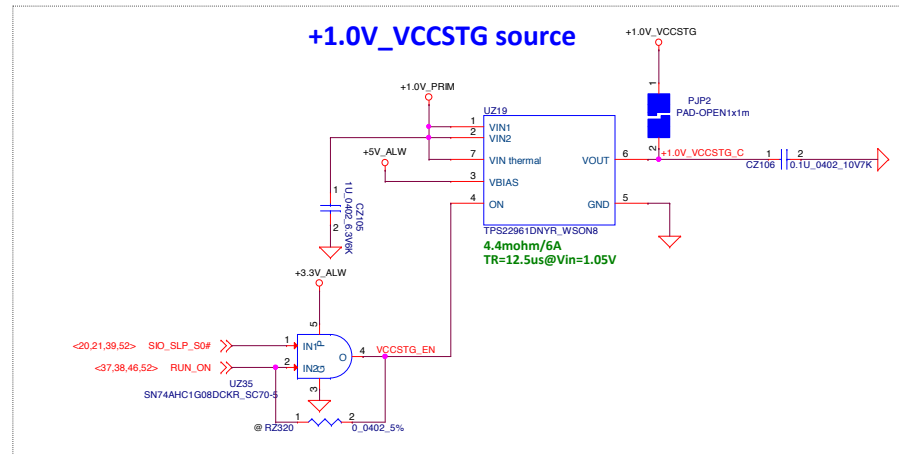 +1.0V_VCCSTG source
+1.0V_VCCSTG
+1.0V_PRIM
1
PJP2
PAD-OPEN1x1m
2
UZ19
1 VIN1
2 VIN2
7 VIN thermal
VOUT 6
+1.0V_VCCSTG_C
1 2
CZ106 0.1U_0402_10V7K
+5V_ALW
3 VBIAS
4 ON
GND 5
TPS22961DNYR_WSON8
4.4mohm/6A
TR=12.5us@Vin=1.05V
1
2
CZ105
1U_0402_6.3V6K
+3.3V_ALW
5
<20,21,39,52> SIO_SLP_S0# 1 IN1 P
O 4 VCCSTG_EN
<37,38,46,52> RUN_ON 2 IN2 G
UZ35
3
SN74AHC1G08DCKR_SC70-5
1 2
@ RZ320 0_0402_5%